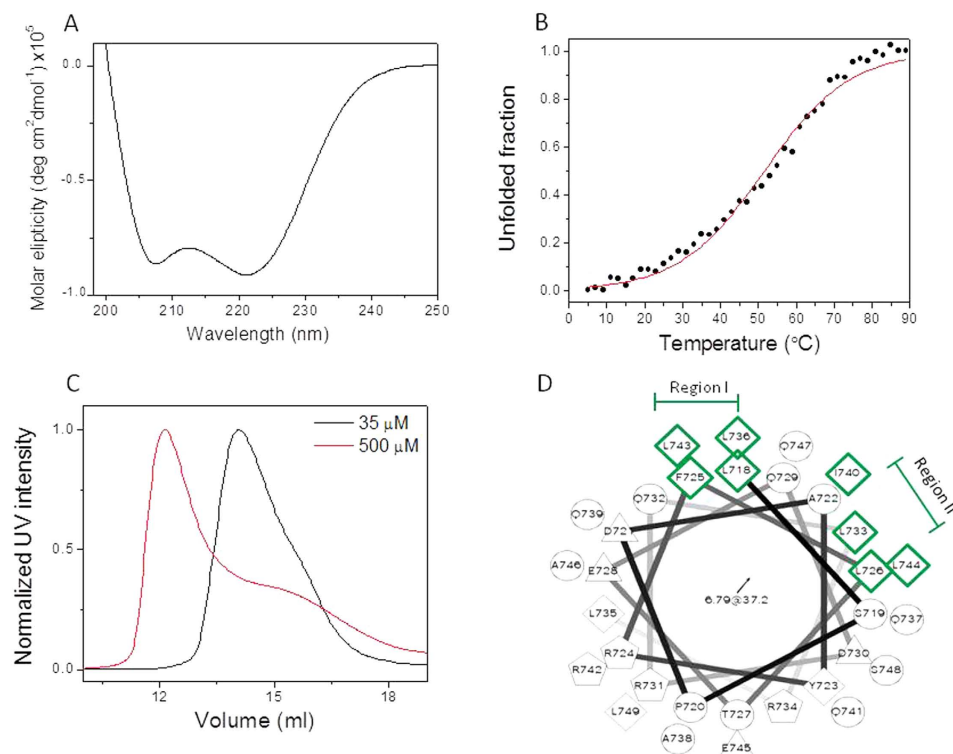 A
Molar elipticity (deg cm²dmol⁻¹) x10⁵
0.0
-0.5
-1.0
200 210 220 230 240 250
Wavelength (nm)
B
Unfolded fraction
1.0
0.8
0.6
0.4
0.2
0.0
0 10 20 30 40 50 60 70 80 90
Temperature (°C)
C
Normalized UV intensity
1.0
0.5
0.0
35 μM
500 μM
12 15 18
Volume (ml)
D
Region I
Region II
L743 L736 Q747
F725 L718 Q729 I740
Q732 A722
Q739 D721 L733
A746 E728 L726 L744
6.79@37.2
L735 S719 Q737
R742 R724 D730 S748
R731 Y723
L749 P720 T727 R734 Q741
A738 E745